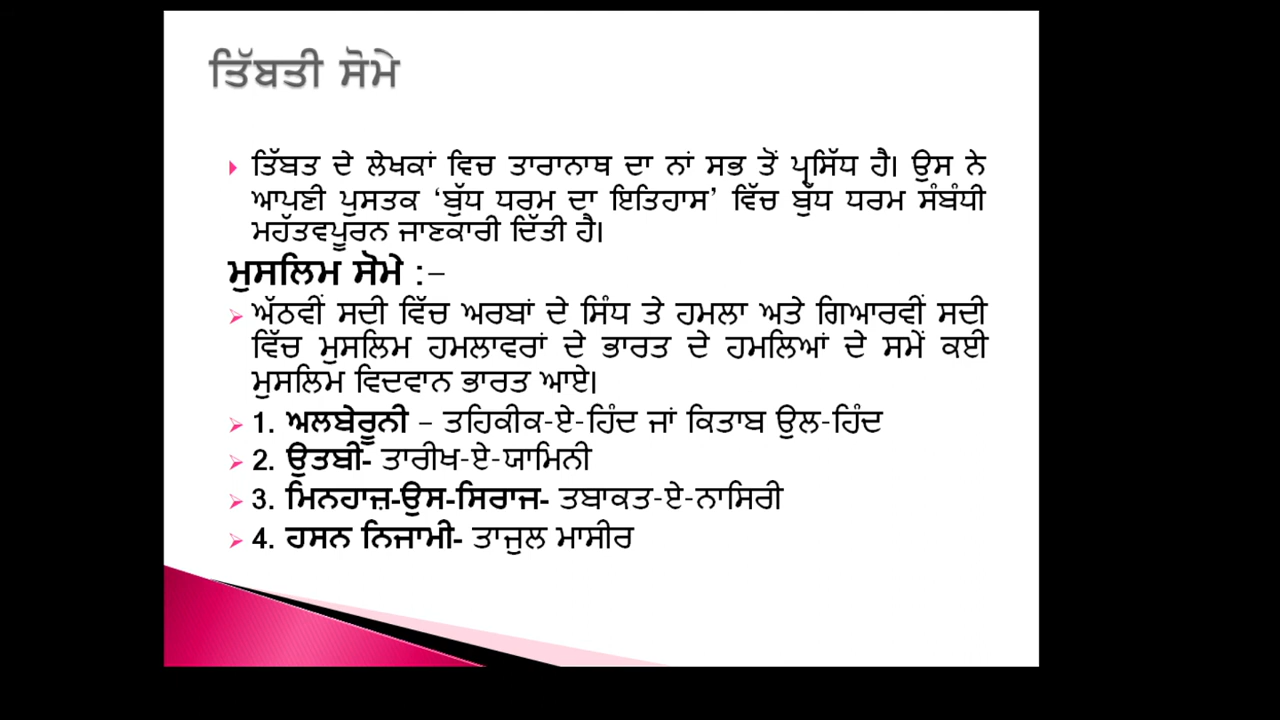 ਤਿੱਬਤੀ ਸੋਮੇ
ਤਿੱਬਤ ਦੇ ਲੇਖਕਾਂ ਵਿਚ ਤਾਰਾਨਾਥ ਦਾ ਨਾਂ ਸਭ ਤੋਂ ਪ੍ਰਸਿੱਧ ਹੈ। ਉਸ ਨੇ
ਆਪਣੀ ਪੁਸਤਕ ‘ਬੁੱਧ ਧਰਮ ਦਾ ਇਤਿਹਾਸ’ ਵਿੱਚ ਬੁੱਧ ਧਰਮ ਸੰਬੰਧੀ
ਮਹੱਤਵਪੂਰਨ ਜਾਣਕਾਰੀ ਦਿੱਤੀ ਹੈ।
ਮੁਸਲਿਮ ਸੋਮੇ :–
ਅੱਠਵੀਂ ਸਦੀ ਵਿੱਚ ਅਰਬਾਂ ਦੇ ਸਿੰਧ ਤੇ ਹਮਲਾ ਅਤੇ ਗਿਆਰਵੀਂ ਸਦੀ
ਵਿੱਚ ਮੁਸਲਿਮ ਹਮਲਾਵਰਾਂ ਦੇ ਭਾਰਤ ਦੇ ਹਮਲਿਆਂ ਦੇ ਸਮੇਂ ਕਈ
ਮੁਸਲਿਮ ਵਿਦਵਾਨ ਭਾਰਤ ਆਏ।
1. ਅਲਬੇਰੂਨੀ – ਤਹਿਕੀਕ-ਏ-ਹਿੰਦ ਜਾਂ ਕਿਤਾਬ ਉਲ-ਹਿੰਦ
2. ਉਤਬੀ- ਤਾਰੀਖ-ਏ-ਯਾਮਿਨੀ
3. ਮਿਨਹਾਜ਼-ਉਸ-ਸਿਰਾਜ- ਤਬਾਕਤ-ਏ-ਨਾਸਿਰੀ
4. ਹਸਨ ਨਿਜਾਮੀ- ਤਾਜੁਲ ਮਾਸੀਰ